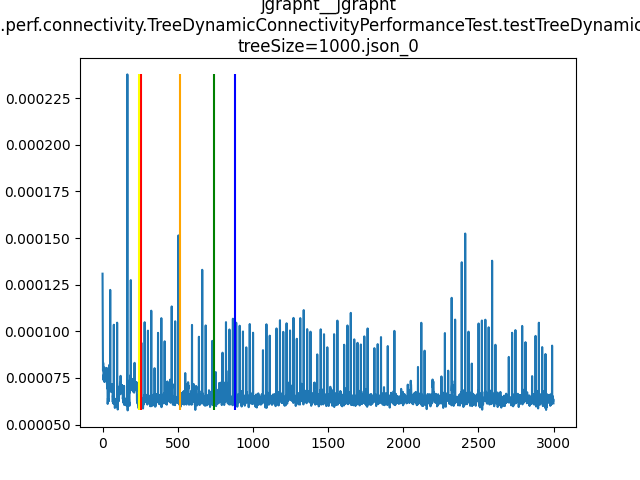 jgrapht__jgrapht
.perf.connectivity.TreeDynamicConnectivityPerformanceTest.testTreeDynamic
treeSize=1000.json_0
0.000225
0.000200
0.000175
0.000150
0.000125
0.000100
0.000075
0.000050
0 500 1000 1500 2000 2500 3000